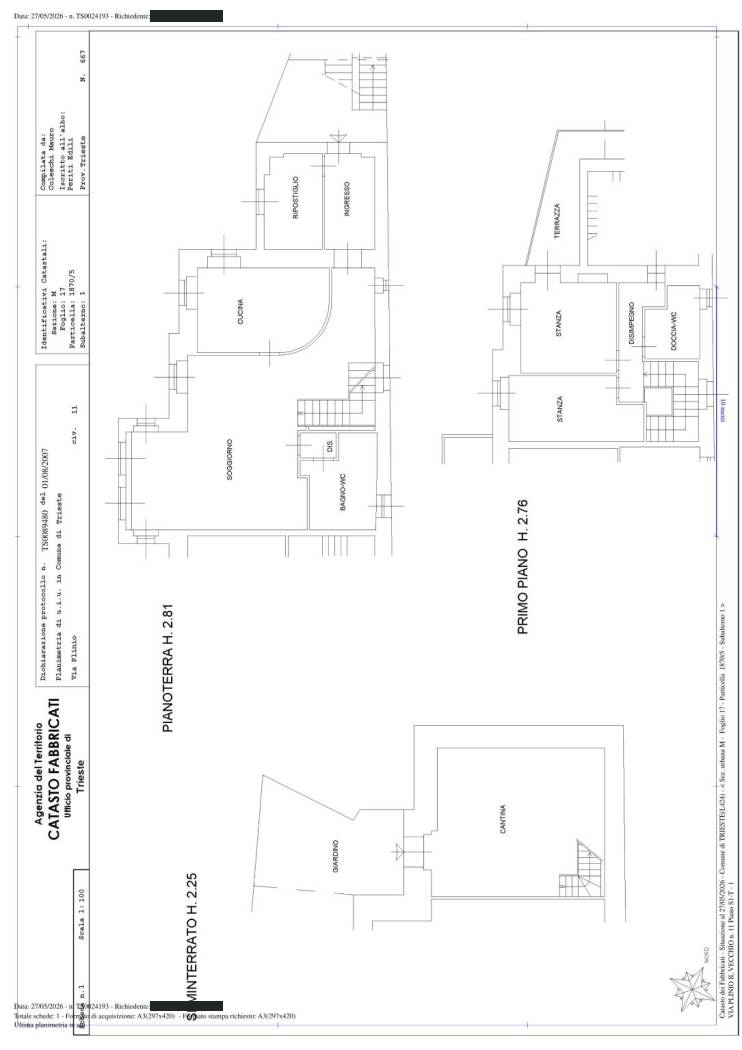 Data: 27/05/2026 - n. TS0024193 - Richiedente:
Agenzia del Territorio
CATASTO FABBRICATI
Ufficio provinciale di
Trieste
Dichiarazione protocollo n. TS0089480 del 01/08/2007
Planimetria di u.i.u. in Comune di Trieste
Via Plinio civ. 11
Identificativi Catastali:
Sezione: M
Foglio: 17
Particella: 1870/5
Subalterno: 1
Compilata da:
Coleschi Mauro
Iscritto all'albo:
Periti Edili
Prov. Trieste N. 667
Scheda n.1 Scala 1: 100
RIPOSTIGLIO
INGRESSO
CUCINA
SOGGIORNO
DIS.
BAGNO-WC
PIANOTERRA H. 2.81
TERRAZZA
STANZA
DISIMPEGNO
DOCCIA-WC
STANZA
PRIMO PIANO H. 2.76
GIARDINO
CANTINA
SEMINTERRATO H. 2.25
NORD
10 metri
Catasto dei Fabbricati - Situazione al 27/05/2026 - Comune di TRIESTE(L424) - < Sez. urbana M - Foglio 17 - Particella 1870/5 - Subalterno 1 >
VIA PLINIO IL VECCHIO n. 11 Piano S1-T - 1
Data: 27/05/2026 - n. TS0024193 - Richiedente:
Totale schede: 1 - Formato di acquisizione: A3(297x420) - Formato stampa richiesto: A3(297x420)
Ultima planimetria in